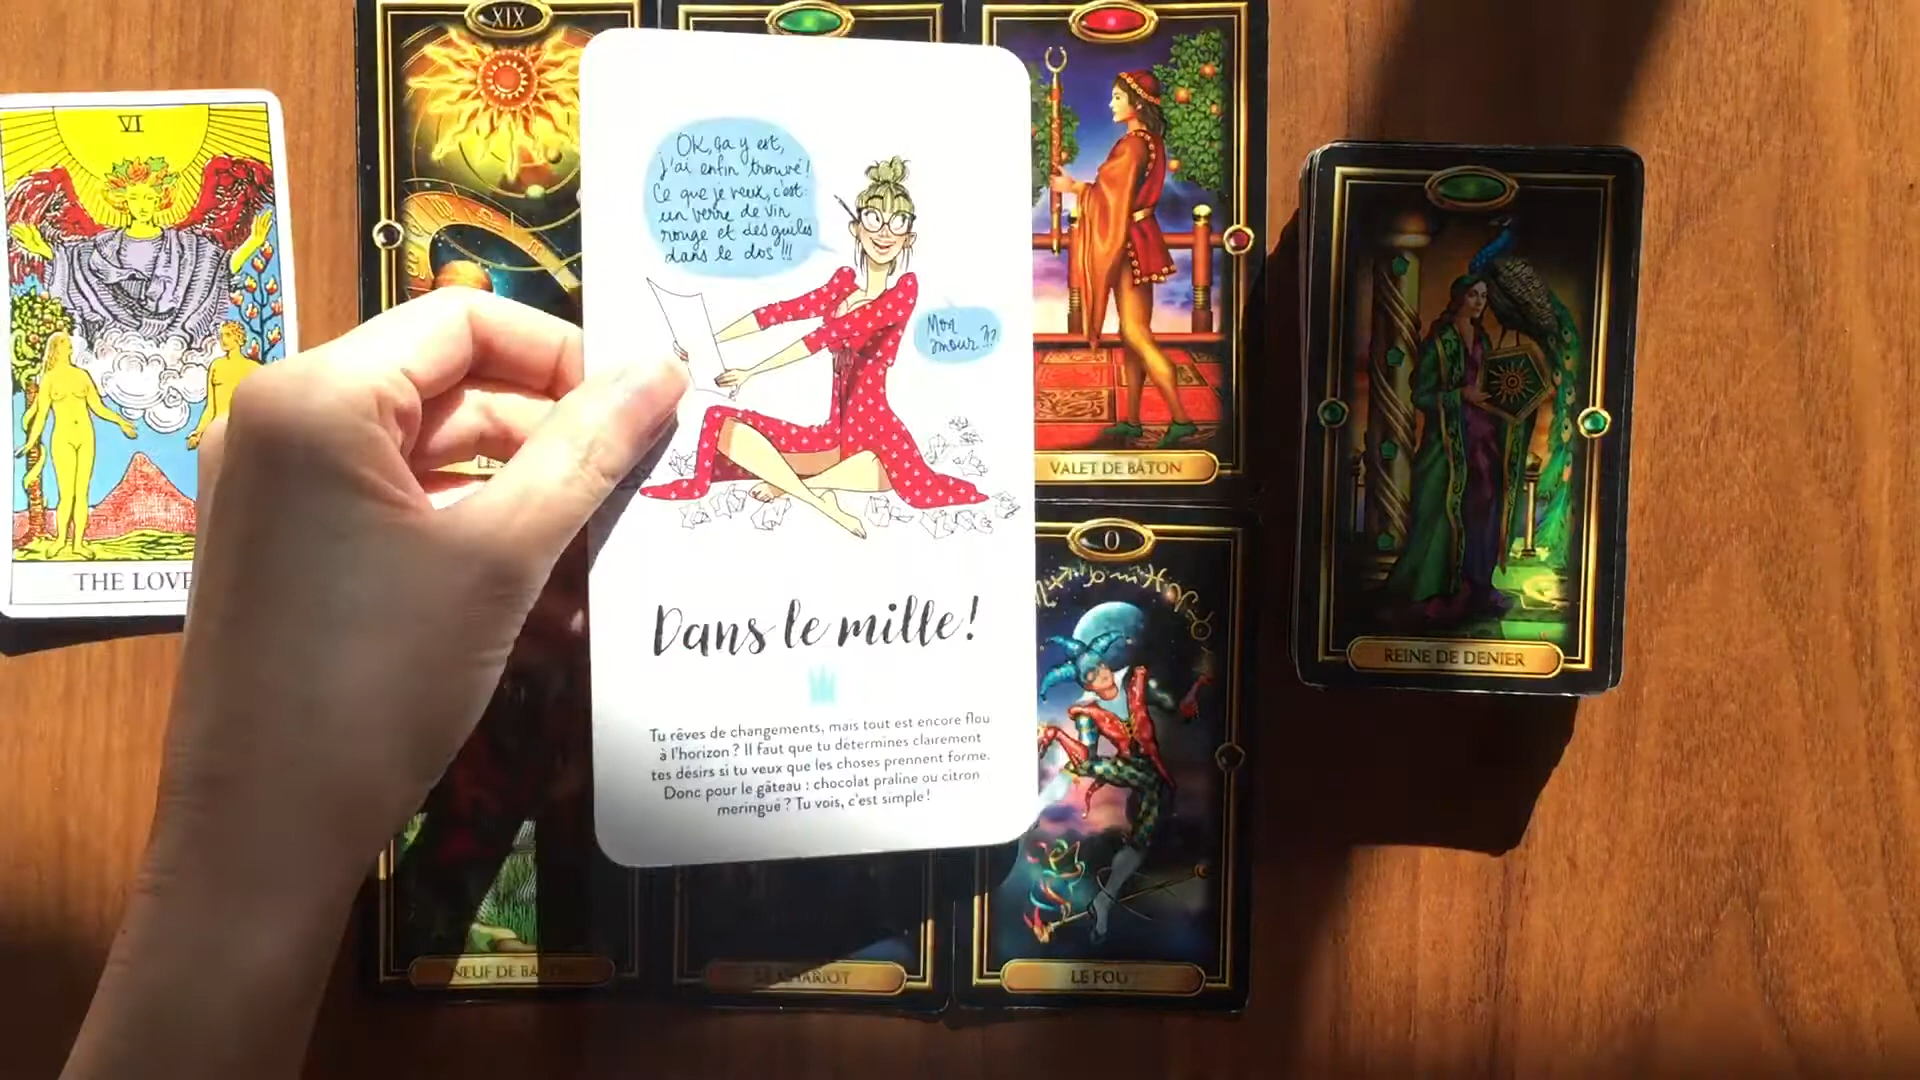 XIX
VI
THE LOVE
OK, ça y est,
j'ai enfin trouvé!
Ce que je veux, c'est:
un verre de vin
rouge et des guiles
dans le dos!!!
Mon
amour?!?
VALET DE BÂTON
Dans le mille!
Tu rêves de changements, mais tout est encore flou
à l'horizon? Il faut que tu détermines clairement
tes désirs si tu veux que les choses prennent forme.
Donc pour le gâteau : chocolat praline ou citron
meringué? Tu vois, c'est simple!
0
REINE DE DENIER
NEUF DE BA
CHARIOT
LE FOU